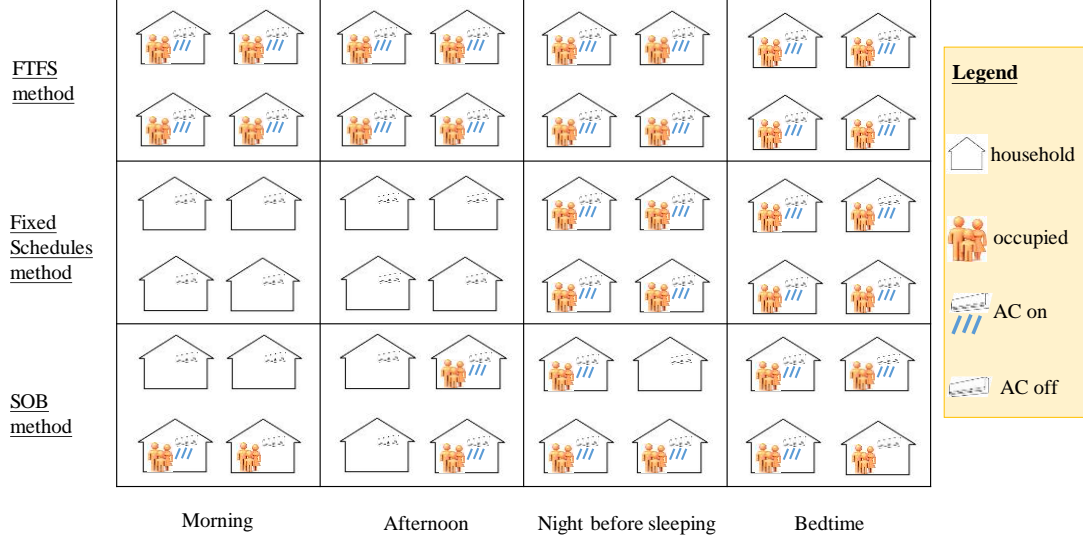 FTFS
method
Fixed
Schedules
method
SOB
method
Morning
Afternoon
Night before sleeping
Bedtime
Legend
household
occupied
AC on
AC off